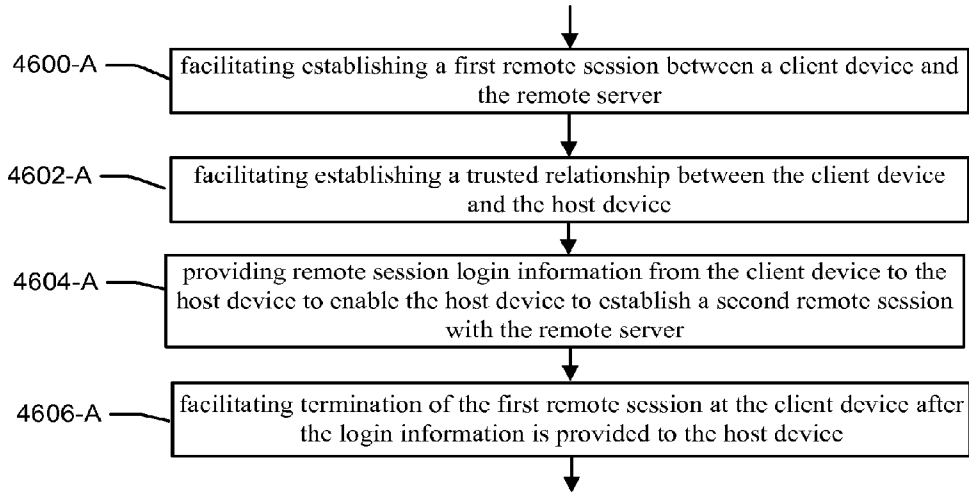 4600-A
facilitating establishing a first remote session between a client device and
the remote server
4602-A
facilitating establishing a trusted relationship between the client device
and the host device
4604-A
providing remote session login information from the client device to the
host device to enable the host device to establish a second remote session
with the remote server
4606-A
facilitating termination of the first remote session at the client device after
the login information is provided to the host device